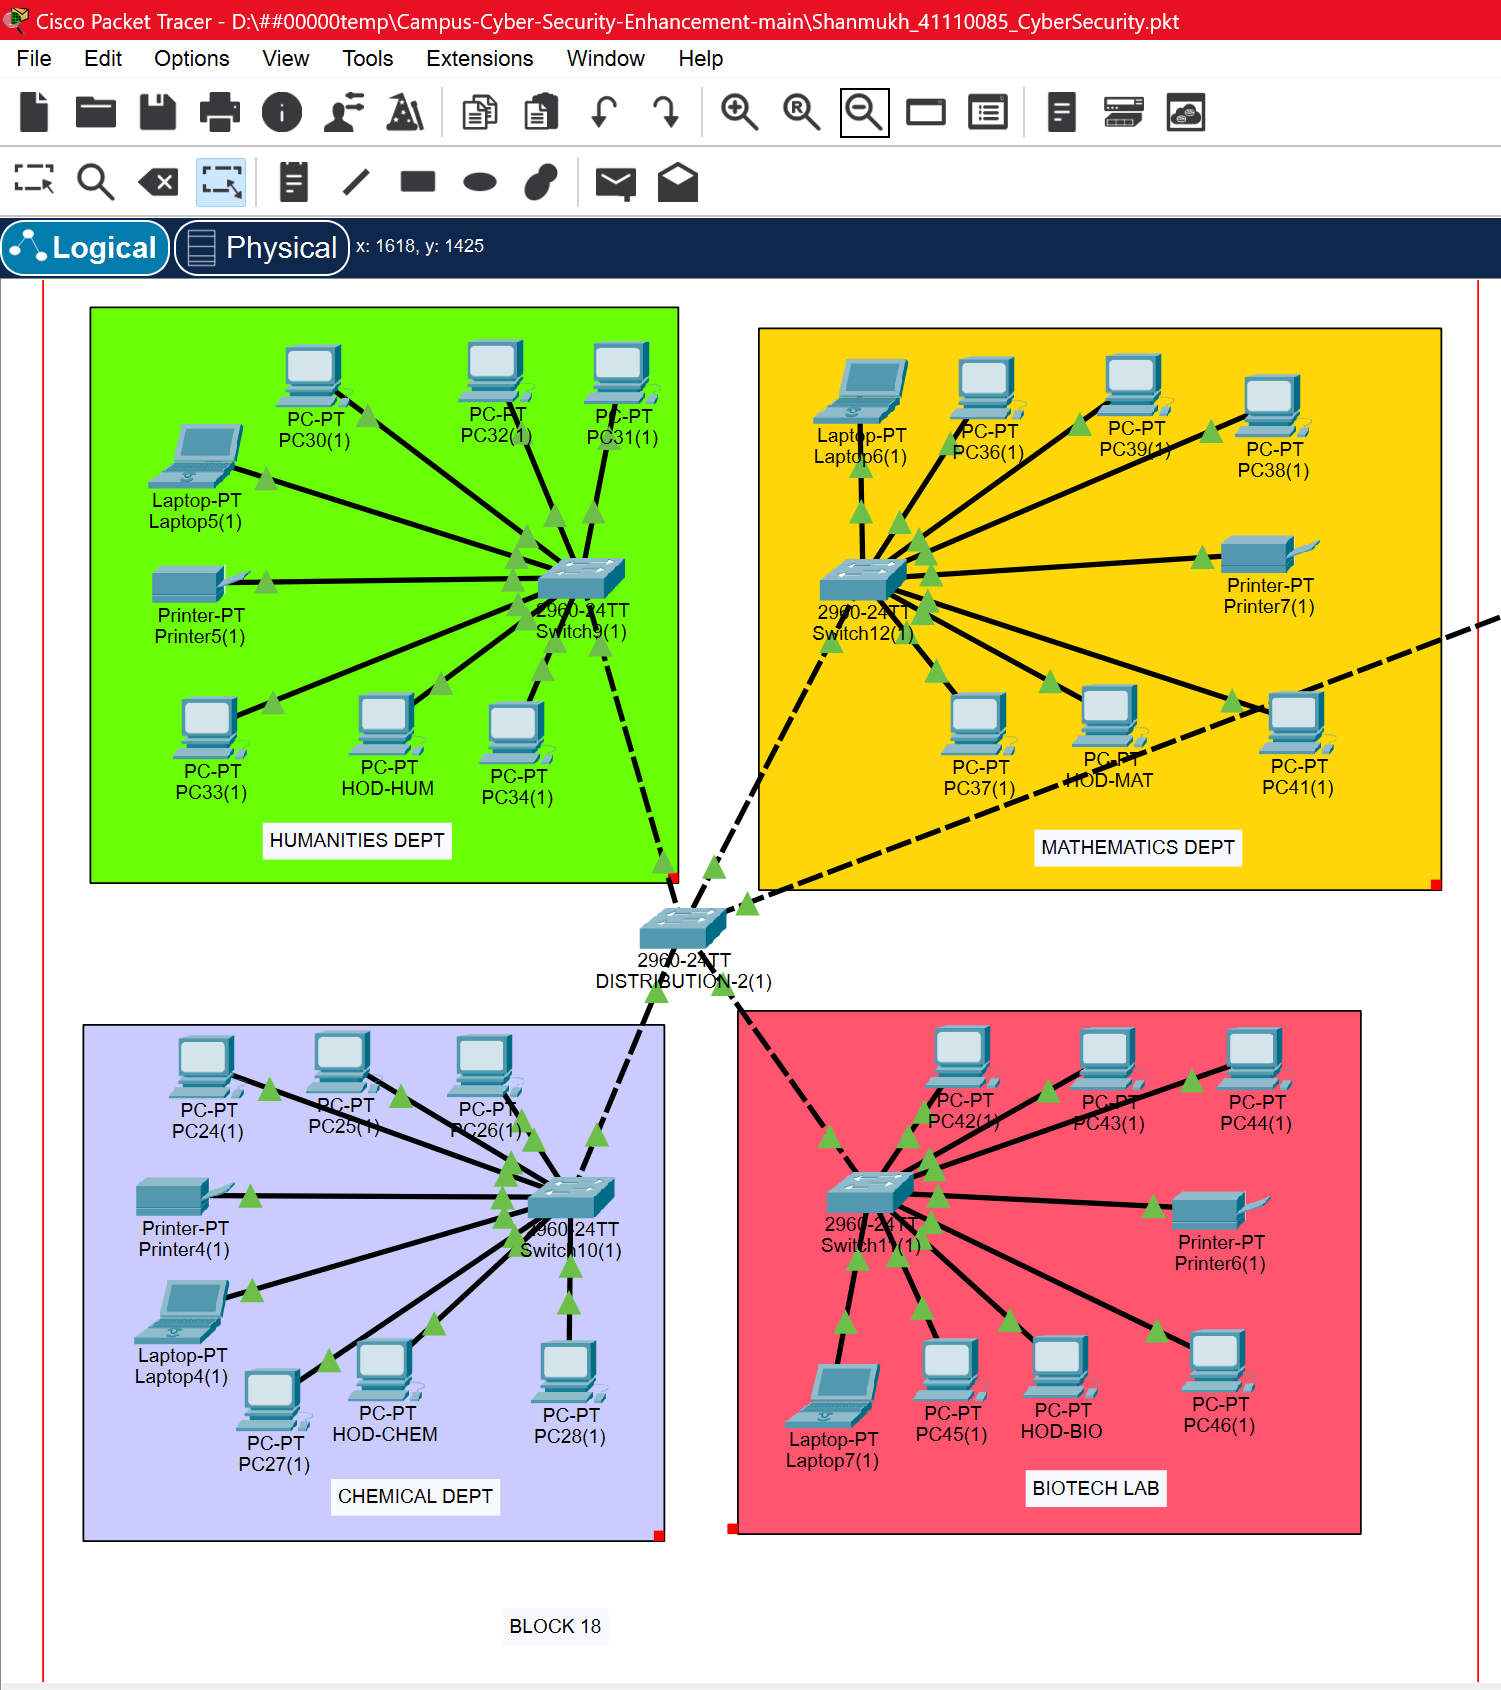 Cisco Packet Tracer - D:\##00000temp\Campus-Cyber-Security-Enhancement-main\Shanmukh_41110085_CyberSecurity.pkt
File Edit Options View Tools Extensions Window Help
Logical Physical x: 1618, y: 1425
PC-PT
PC30(1)
PC-PT
PC32(1)
PC-PT
PC31(1)
Laptop-PT
Laptop5(1)
Printer-PT
Printer5(1)
2960-24TT
Switch9(1)
PC-PT
PC33(1)
PC-PT
HOD-HUM
PC-PT
PC34(1)
HUMANITIES DEPT
Laptop-PT
Laptop6(1)
PC-PT
PC36(1)
PC-PT
PC39(1)
PC-PT
PC38(1)
Printer-PT
Printer7(1)
2960-24TT
Switch12(1)
PC-PT
PC37(1)
PC-PT
HOD-MAT
PC-PT
PC41(1)
MATHEMATICS DEPT
2960-24TT
DISTRIBUTION-2(1)
PC-PT
PC24(1)
PC-PT
PC25(1)
PC-PT
PC26(1)
Printer-PT
Printer4(1)
2960-24TT
Switch10(1)
Laptop-PT
Laptop4(1)
PC-PT
PC27(1)
PC-PT
HOD-CHEM
PC-PT
PC28(1)
CHEMICAL DEPT
PC-PT
PC42(1)
PC-PT
PC43(1)
PC-PT
PC44(1)
2960-24TT
Switch11(1)
Printer-PT
Printer6(1)
Laptop-PT
Laptop7(1)
PC-PT
PC45(1)
PC-PT
HOD-BIO
PC-PT
PC46(1)
BIOTECH LAB
BLOCK 18